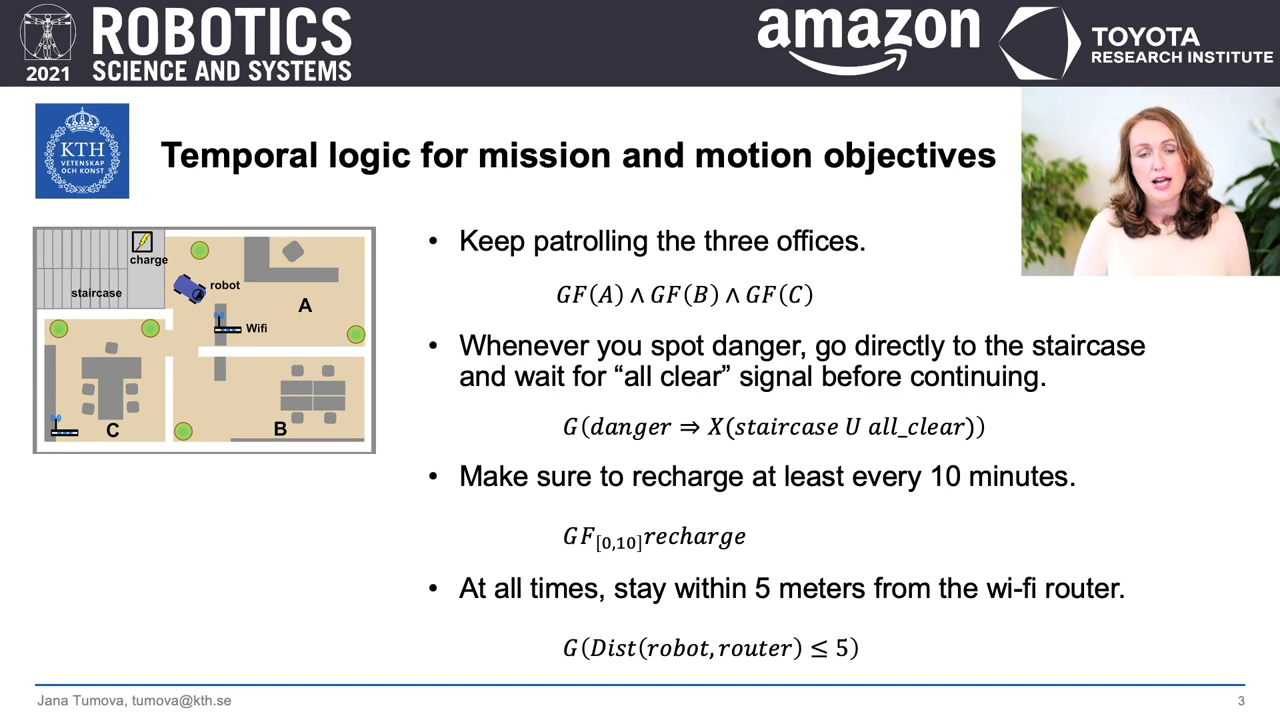 ROBOTICS
SCIENCE AND SYSTEMS
2021
amazon
TOYOTA
RESEARCH INSTITUTE
KTH
VETENSKAP
OCH KONST
Temporal logic for mission and motion objectives
charge
staircase
robot
A
Wifi
C
B
• Keep patrolling the three offices.
GF(A) ∧ GF(B) ∧ GF(C)
• Whenever you spot danger, go directly to the staircase
and wait for “all clear” signal before continuing.
G(danger ⇒ X(staircase U all_clear))
• Make sure to recharge at least every 10 minutes.
GF[0,10]recharge
• At all times, stay within 5 meters from the wi-fi router.
G(Dist(robot, router) ≤ 5)
Jana Tumova, tumova@kth.se
3